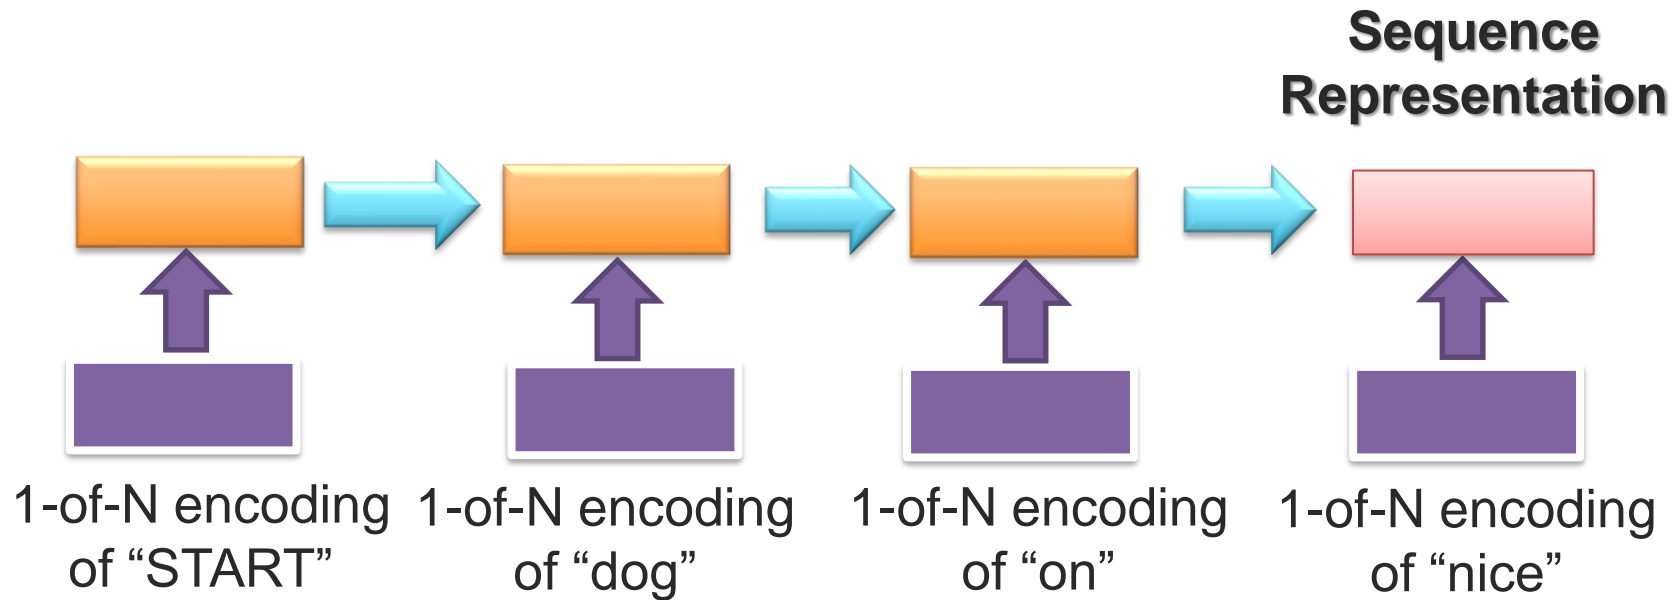 Sequence
Representation
1-of-N encoding
of “START”
1-of-N encoding
of “dog”
1-of-N encoding
of “on”
1-of-N encoding
of “nice”